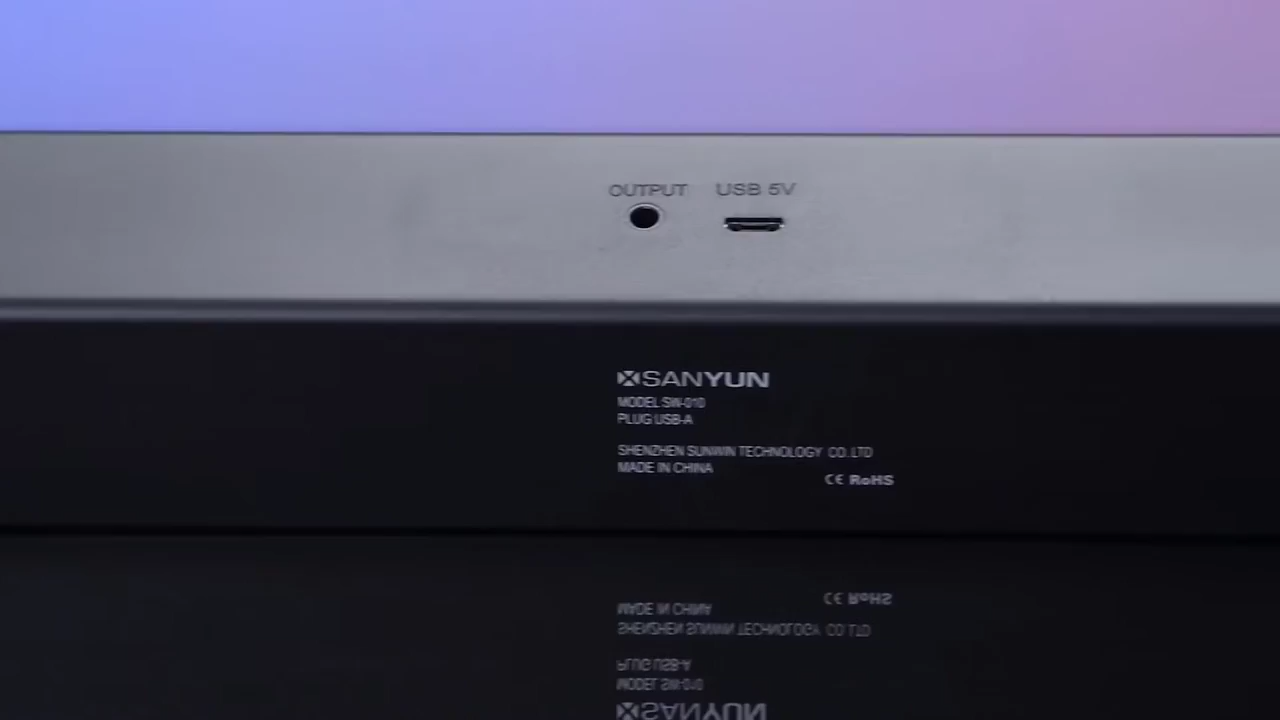 OUTPUT USB 5V
SANYUN
MODEL SW-010
PLUG USB-A
SHENZHEN SUNWIN TECHNOLOGY CO. LTD
MADE IN CHINA
CE RoHS